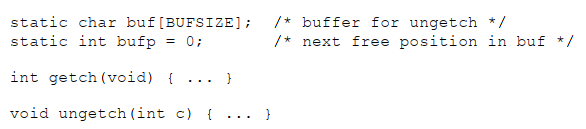 static char buf[BUFSIZE];  /* buffer for ungetch */
static int bufp = 0;       /* next free position in buf */
int getch(void) { ... }
void ungetch(int c) { ... }